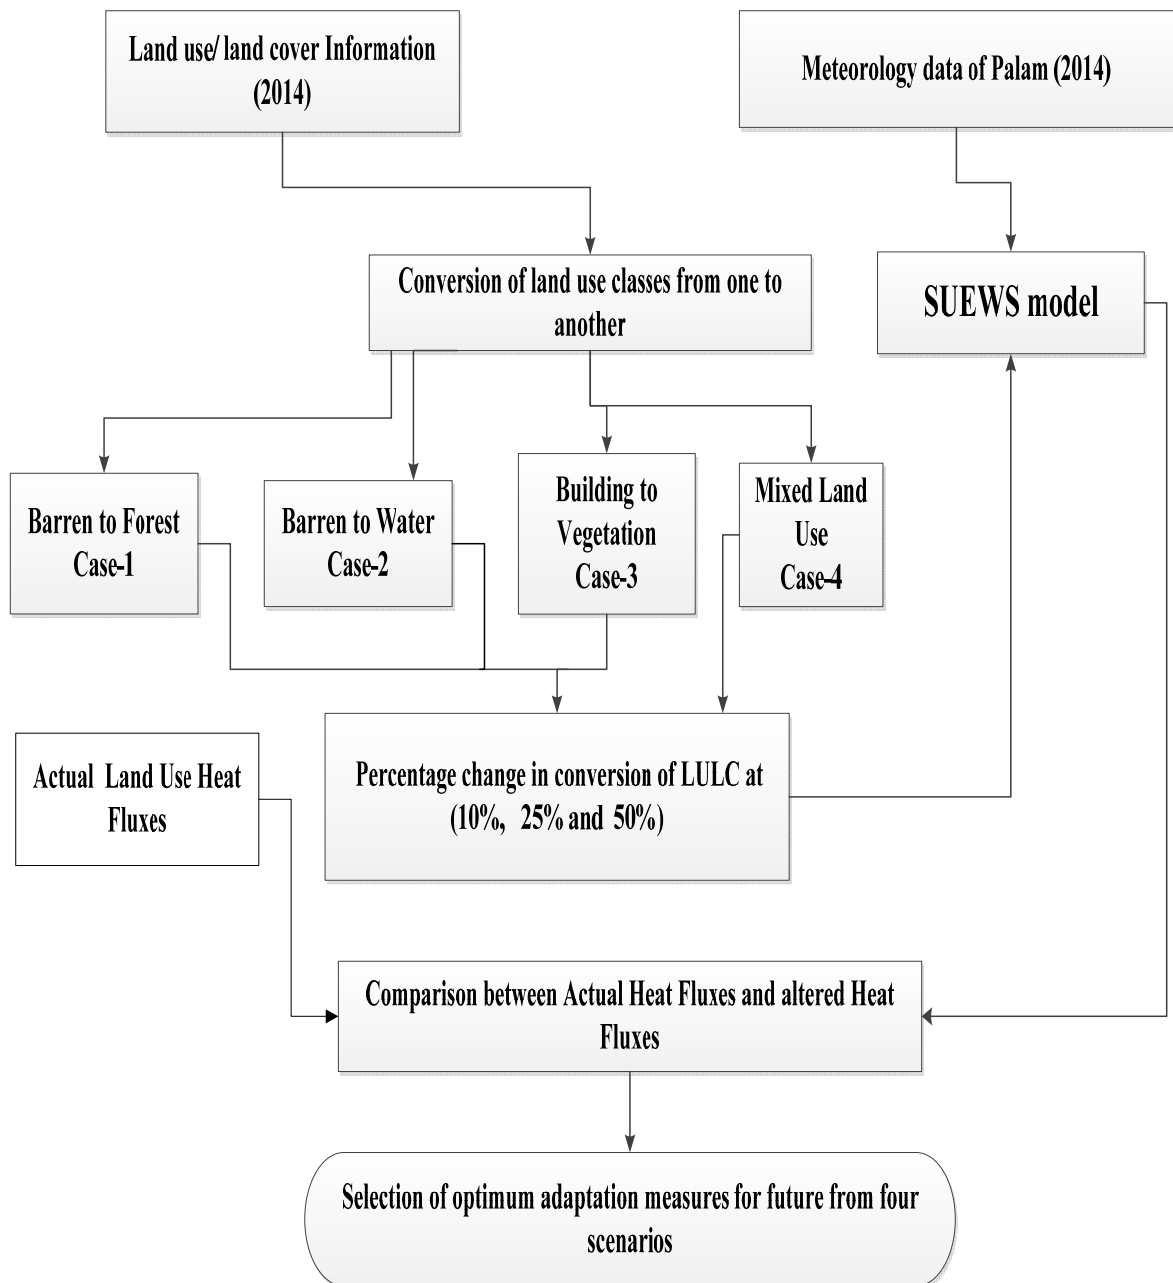 Land use/ land cover Information
(2014)
Meteorology data of Palam (2014)
Conversion of land use classes from one to
another
SUEWS model
Barren to Forest
Case-1
Barren to Water
Case-2
Building to
Vegetation
Case-3
Mixed Land
Use
Case-4
Percentage change in conversion of LULC at
(10%, 25% and 50%)
Actual Land Use Heat
Fluxes
Comparison between Actual Heat Fluxes and altered Heat
Fluxes
Selection of optimum adaptation measures for future from four
scenarios